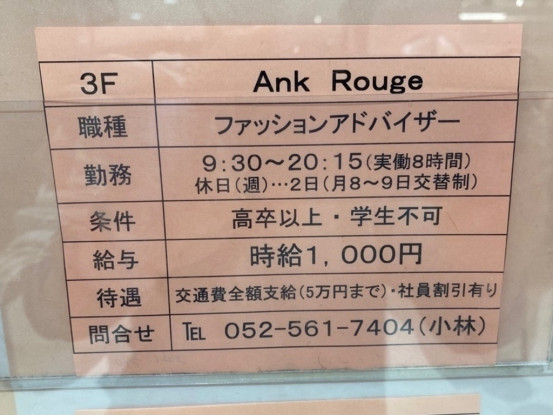 3F Ank Rouge
職種 ファッションアドバイザー
勤務 9:30～20:15(実働8時間)
休日(週)…2日(月8～9日交替制)
条件 高卒以上・学生不可
給与 時給1,000円
待遇 交通費全額支給(5万円まで)・社員割引有り
問合せ ℡ 052-561-7404(小林)